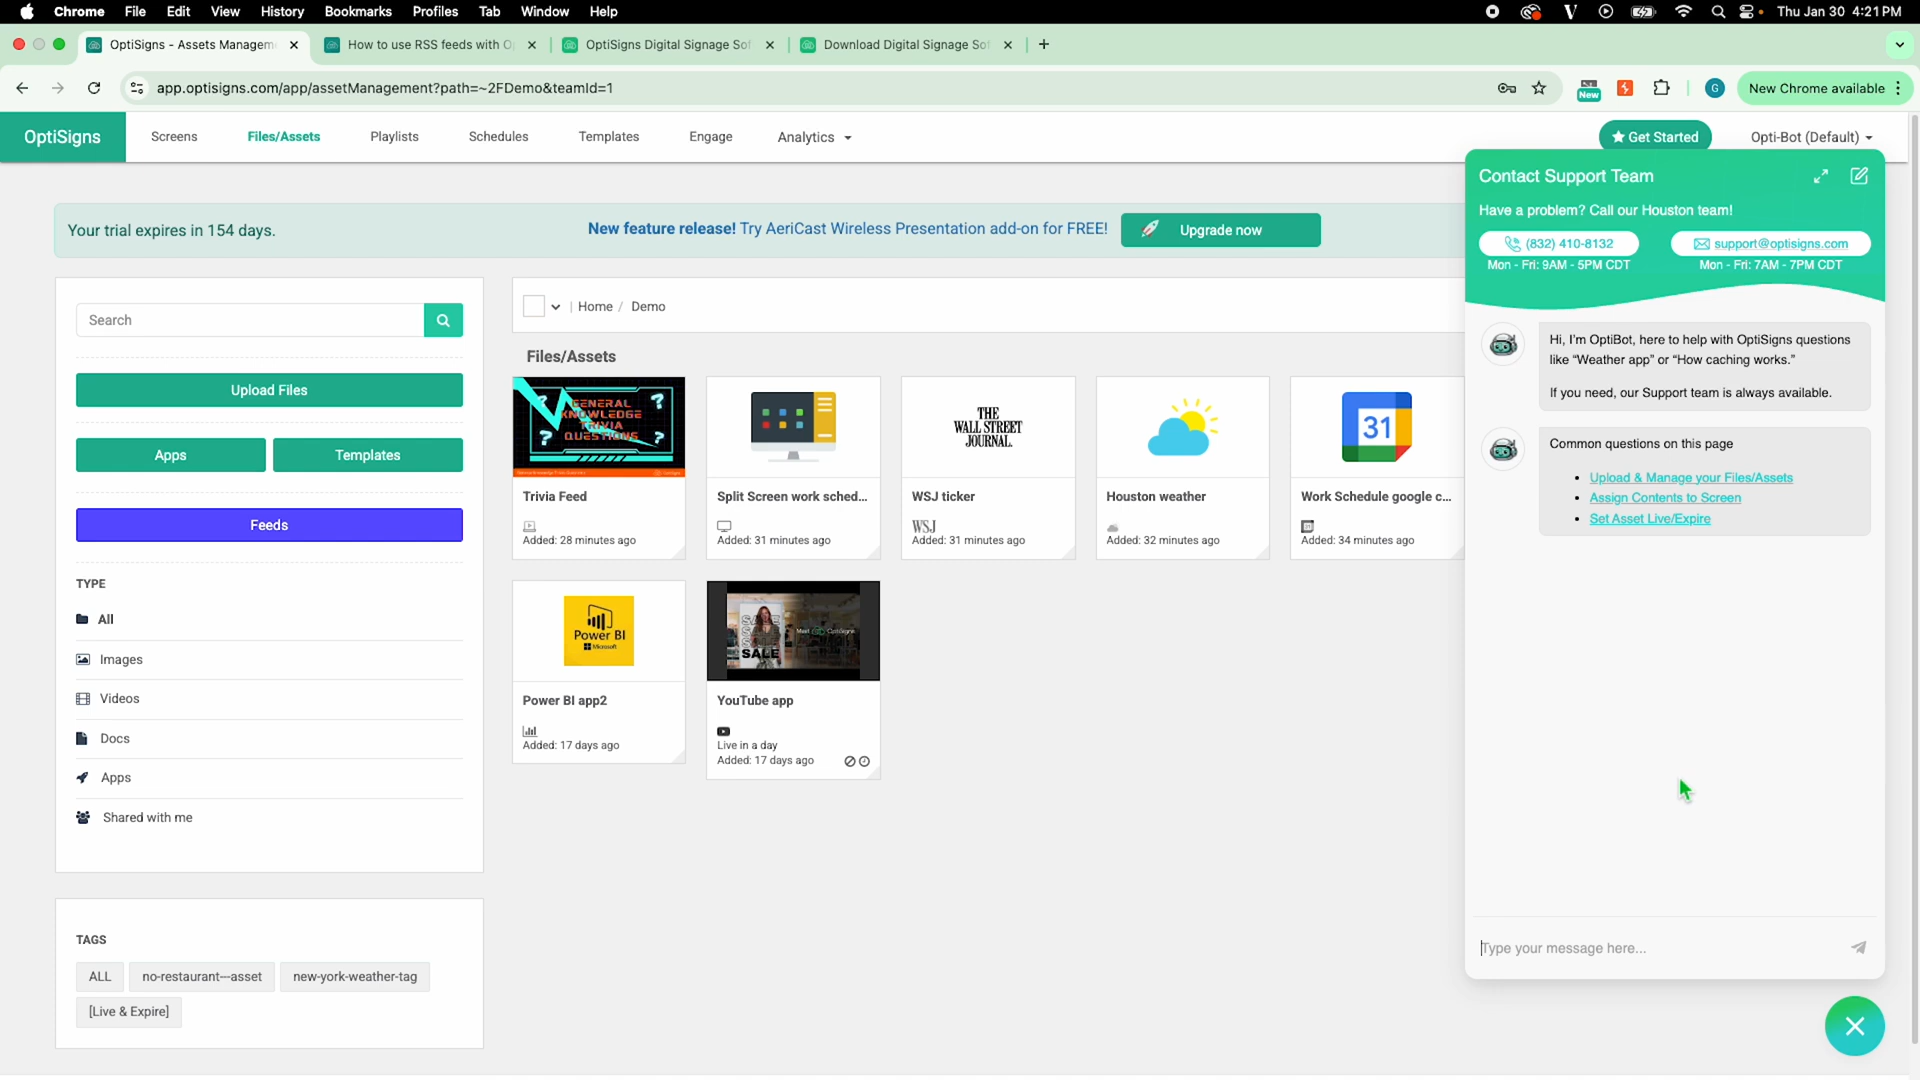 Chrome File Edit View History Bookmarks Profiles Tab Window Help Thu Jan 30 4:21 PM
OptiSigns - Assets Managem How to use RSS feeds with O OptiSigns Digital Signage So Download Digital Signage So
app.optisigns.com/app/assetManagement?path=~2FDemo&teamId=1 New G New Chrome available
OptiSigns Screens Files/Assets Playlists Schedules Templates Engage Analytics Get Started Opti-Bot (Default)
Your trial expires in 154 days. New feature release! Try AeriCast Wireless Presentation add-on for FREE! Upgrade now
Search
Upload Files
Apps Templates
Feeds
TYPE
All
Images
Videos
Docs
Apps
Shared with me
TAGS
ALL no-restaurant---asset new-york-weather-tag
[Live & Expire]
Home / Demo
Files/Assets
GENERAL
KNOWLEDGE
TRIVIA
QUESTIONS
Trivia Feed
Added: 28 minutes ago
Split Screen work sched...
Added: 31 minutes ago
THE
WALL STREET
JOURNAL.
WSJ ticker
WSJ
Added: 31 minutes ago
Houston weather
Added: 32 minutes ago
31
Work Schedule google c...
Added: 34 minutes ago
Power BI
Microsoft
Power BI app2
Added: 17 days ago
SALE
Meet OptiSigns
YouTube app
Live in a day
Added: 17 days ago
Contact Support Team
Have a problem? Call our Houston team!
(832) 410-8132 support@optisigns.com
Mon - Fri: 9AM - 5PM CDT Mon - Fri: 7AM - 7PM CDT
Hi, I'm OptiBot, here to help with OptiSigns questions
like “Weather app” or “How caching works.”
If you need, our Support team is always available.
Common questions on this page
Upload & Manage your Files/Assets
Assign Contents to Screen
Set Asset Live/Expire
Type your message here...